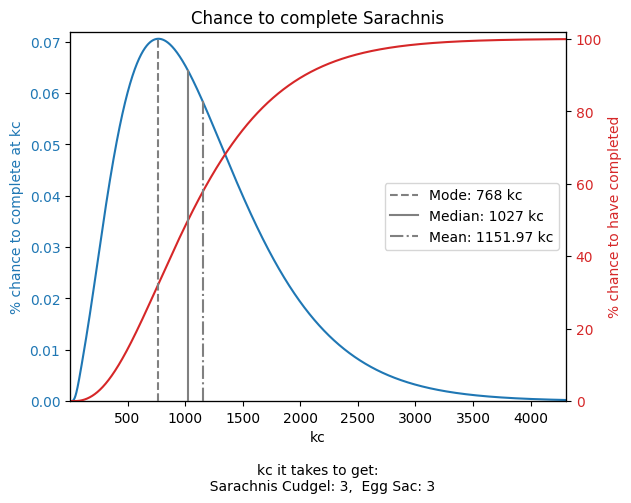 Chance to complete Sarachnis
% chance to complete at kc
0.07
0.06
0.05
0.04
0.03
0.02
0.01
0.00
100
80
60
40
20
0
% chance to have completed
Mode: 768 kc
Median: 1027 kc
Mean: 1151.97 kc
500 1000 1500 2000 2500 3000 3500 4000
kc
kc it takes to get:
Sarachnis Cudgel: 3,  Egg Sac: 3